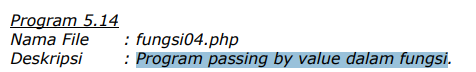 Program 5.14
Nama File : fungsi04.php
Deskripsi : Program passing by value dalam fungsi.